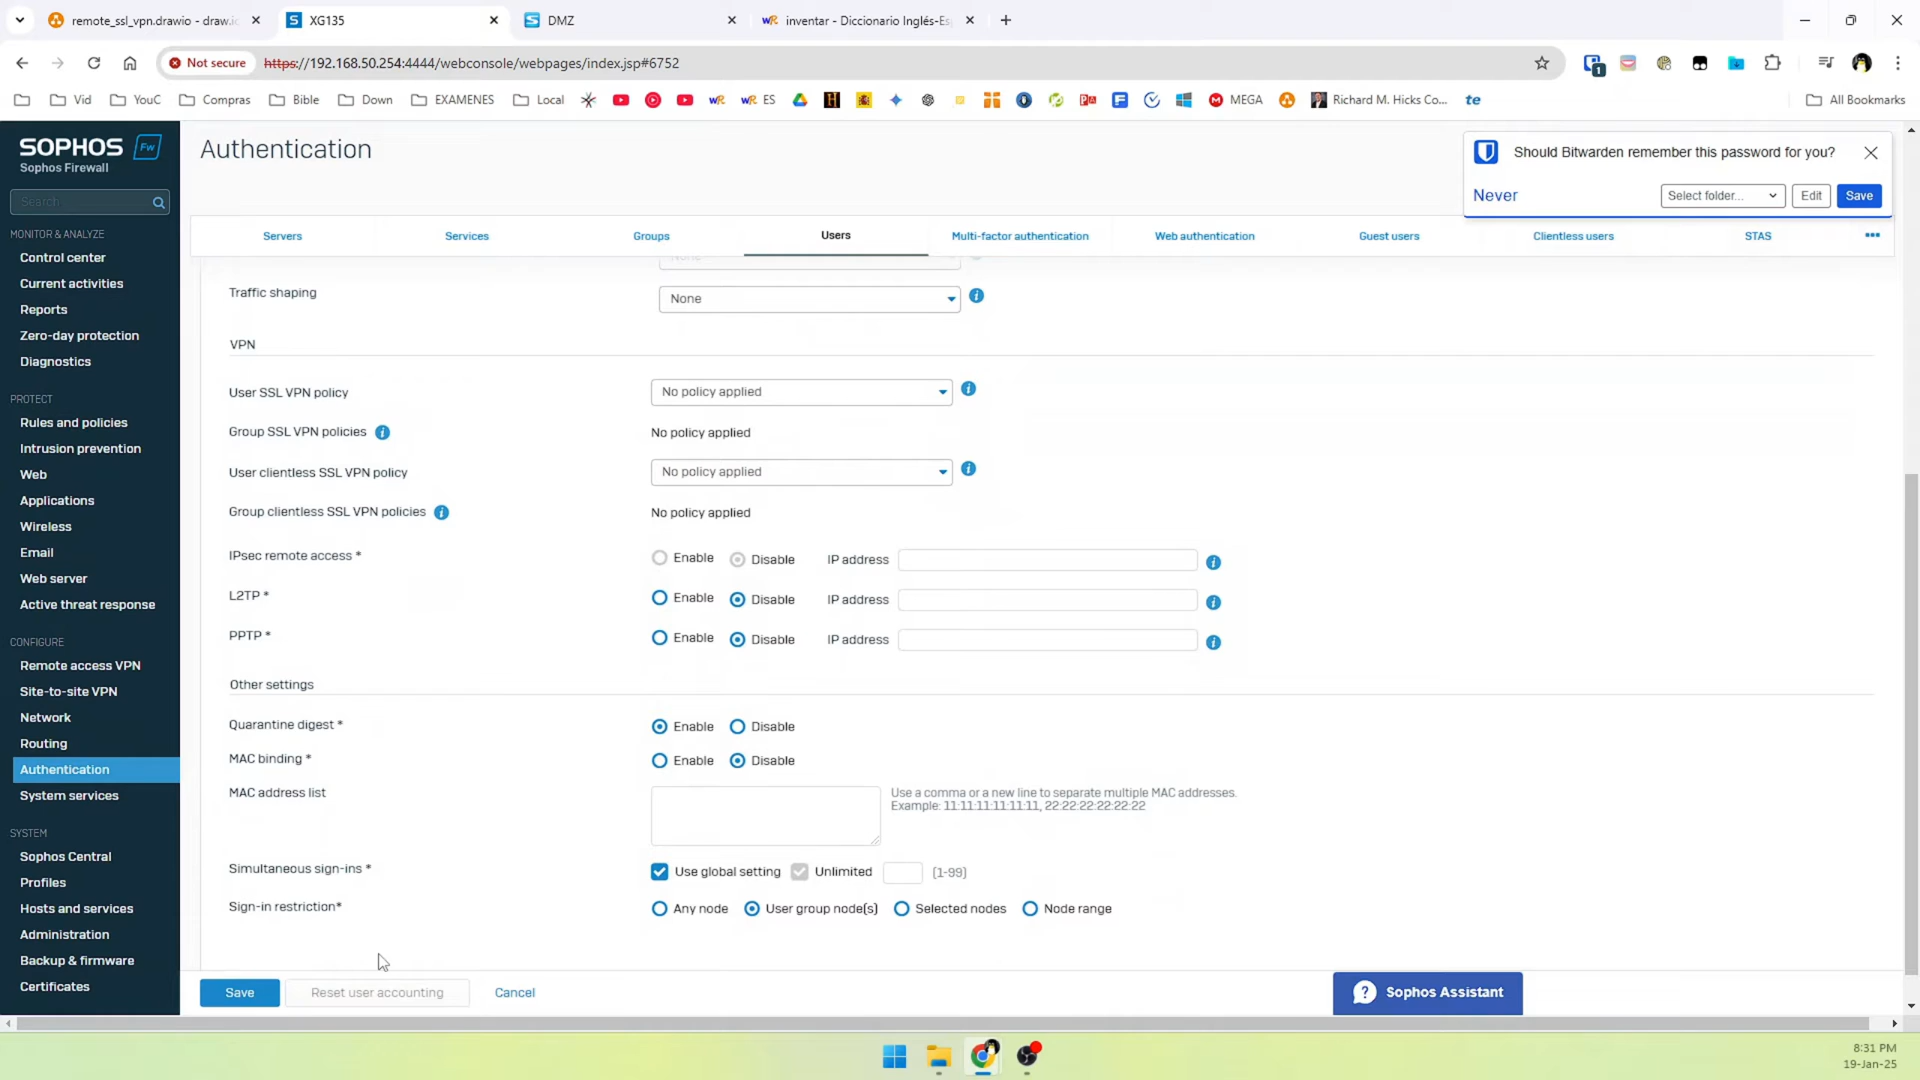 remote_ssl_vpn.drawio - draw.io
XG135
DMZ
inventar - Diccionario Inglés-Es
Not secure
https://192.168.50.254:4444/webconsole/webpages/index.jsp#6752
1
Vid
YouC
Compras
Bible
Down
EXAMENES
Local
ES
MEGA
Richard M. Hicks Co...
te
All Bookmarks
SOPHOS
Fw
Sophos Firewall
Search
MONITOR & ANALYZE
Control center
Current activities
Reports
Zero-day protection
Diagnostics
PROTECT
Rules and policies
Intrusion prevention
Web
Applications
Wireless
Email
Web server
Active threat response
CONFIGURE
Remote access VPN
Site-to-site VPN
Network
Routing
Authentication
System services
SYSTEM
Sophos Central
Profiles
Hosts and services
Administration
Backup & firmware
Certificates
Authentication
Should Bitwarden remember this password for you?
Never
Select folder...
Edit
Save
Servers
Services
Groups
Users
Multi-factor authentication
Web authentication
Guest users
Clientless users
STAS
None
Traffic shaping
None
VPN
User SSL VPN policy
No policy applied
Group SSL VPN policies
No policy applied
User clientless SSL VPN policy
No policy applied
Group clientless SSL VPN policies
No policy applied
IPsec remote access *
Enable
Disable
IP address
L2TP *
Enable
Disable
IP address
PPTP *
Enable
Disable
IP address
Other settings
Quarantine digest *
Enable
Disable
MAC binding *
Enable
Disable
MAC address list
Use a comma or a new line to separate multiple MAC addresses.
Example: 11:11:11:11:11:11, 22:22:22:22:22:22
Simultaneous sign-ins *
Use global setting
Unlimited
(1-99)
Sign-in restriction*
Any node
User group node(s)
Selected nodes
Node range
Save
Reset user accounting
Cancel
Sophos Assistant
8:31 PM
19-Jan-25